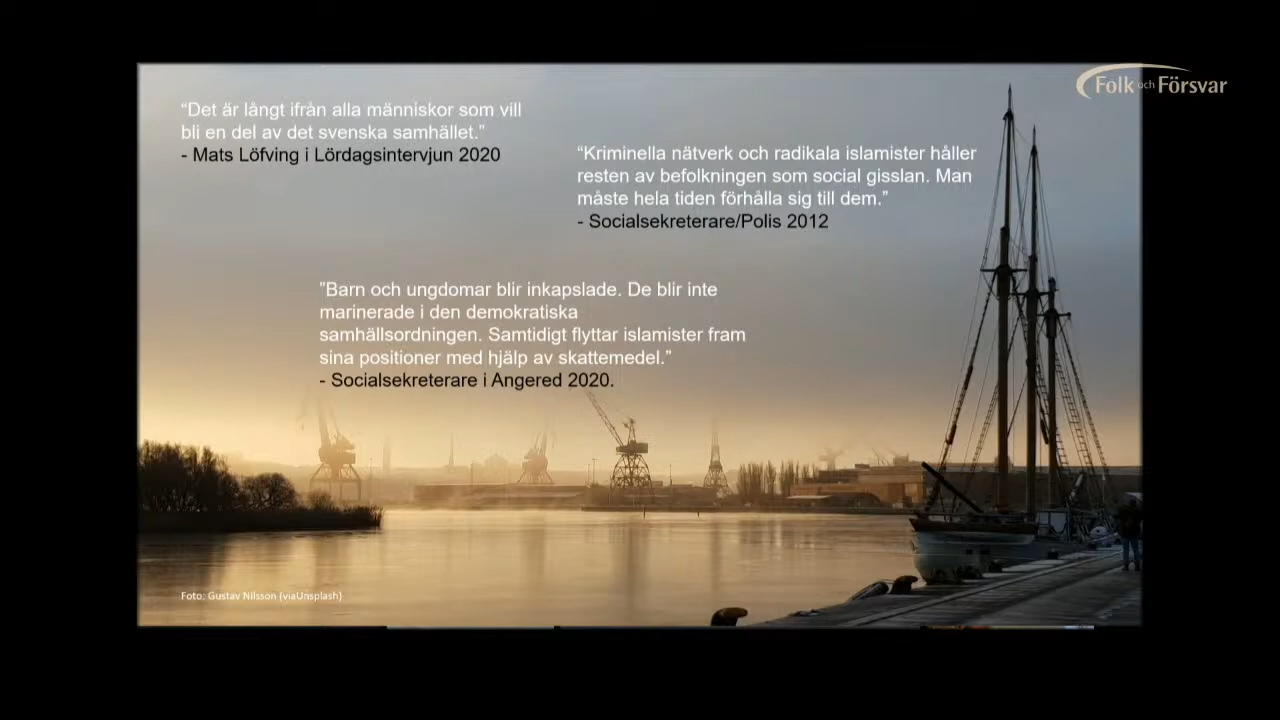 Folk och Försvar
“Det är långt ifrån alla människor som vill
bli en del av det svenska samhället.”
- Mats Löfving i Lördagsintervjun 2020
“Kriminella nätverk och radikala islamister håller
resten av befolkningen som social gisslan. Man
måste hela tiden förhålla sig till dem.”
- Socialsekreterare/Polis 2012
”Barn och ungdomar blir inkapslade. De blir inte
marinerade i den demokratiska
samhällsordningen. Samtidigt flyttar islamister fram
sina positioner med hjälp av skattemedel.”
- Socialsekreterare i Angered 2020.
Foto: Gustav Nilsson (viaUnsplash)